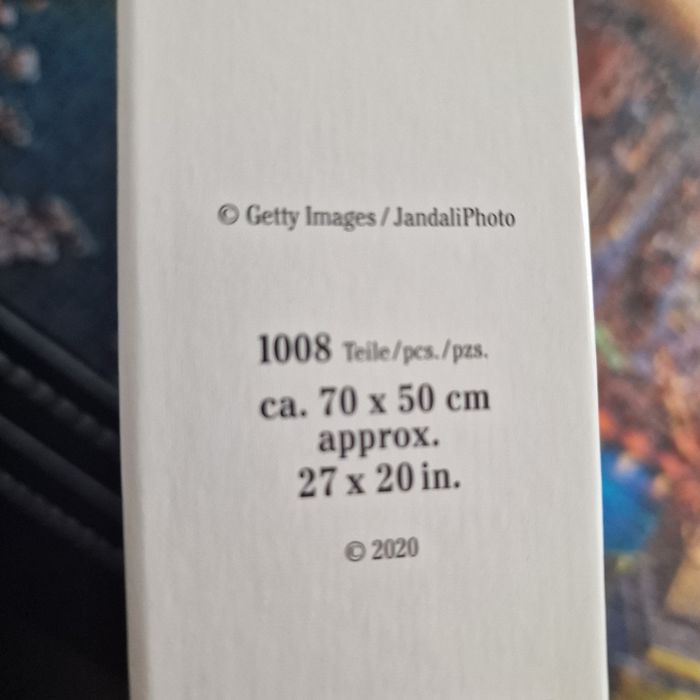 © Getty Images / JandaliPhoto
1008 Teile/pcs./pzs.
ca. 70 x 50 cm
approx.
27 x 20 in.
© 2020